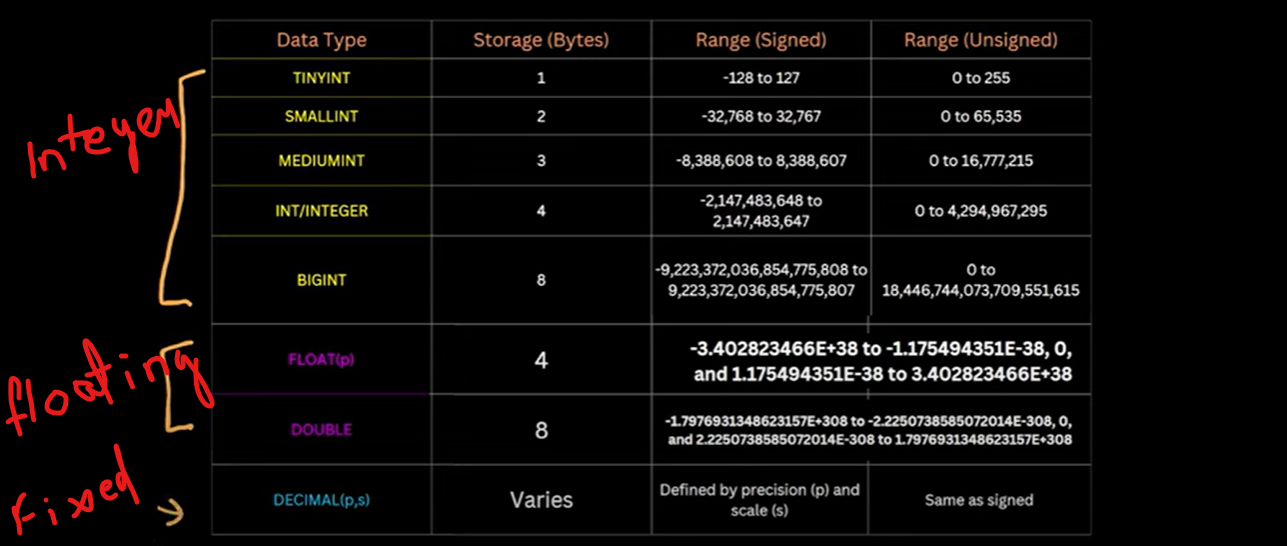 Data Type Storage (Bytes) Range (Signed) Range (Unsigned)
TINYINT 1 -128 to 127 0 to 255
SMALLINT 2 -32,768 to 32,767 0 to 65,535
MEDIUMINT 3 -8,388,608 to 8,388,607 0 to 16,777,215
INT/INTEGER 4 -2,147,483,648 to
2,147,483,647 0 to 4,294,967,295
BIGINT 8 -9,223,372,036,854,775,808 to
9,223,372,036,854,775,807 0 to
18,446,744,073,709,551,615
FLOAT(p) 4 -3.402823466E+38 to -1.175494351E-38, 0,
and 1.175494351E-38 to 3.402823466E+38
DOUBLE 8 -1.7976931348623157E+308 to -2.2250738585072014E-308, 0,
and 2.2250738585072014E-308 to 1.7976931348623157E+308
DECIMAL(p,s) Varies Defined by precision (p) and
scale (s) Same as signed
Integer
floating
Fixed